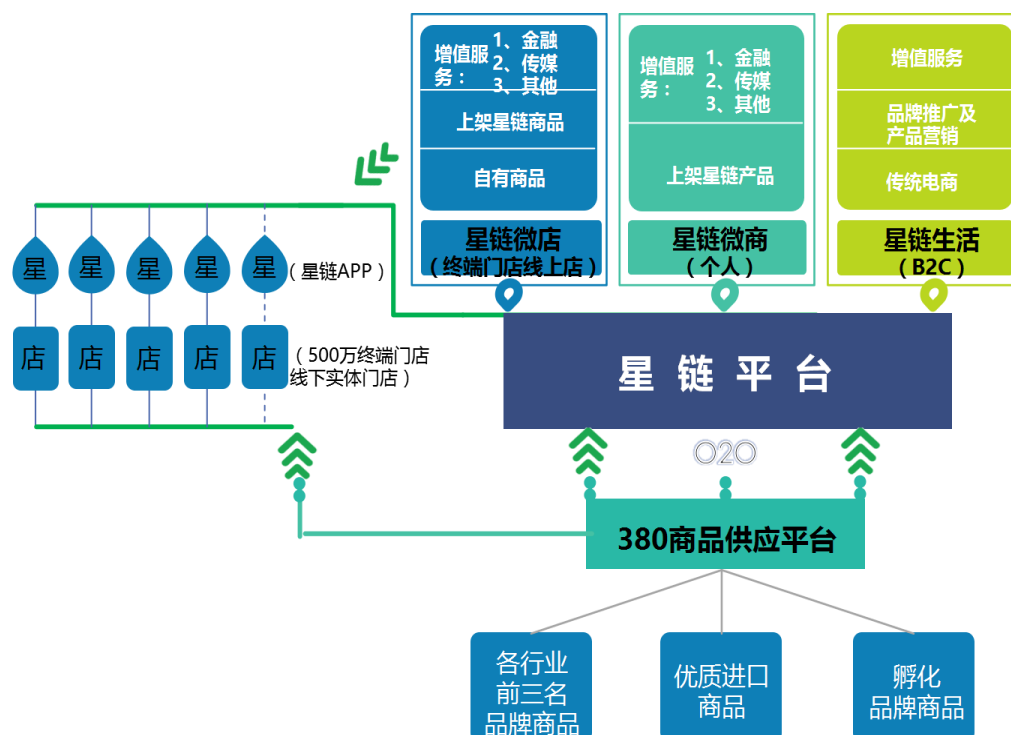 增值服
务：
1、金融
2、传媒
3、其他
上架星链商品
自有商品
星链微店
（终端门店线上店）
增值服
务：
1、金融
2、传媒
3、其他
上架星链产品
星链微商
（个人）
增值服务
品牌推广及
产品营销
传统电商
星链生活
（B2C）
星 星 星 星 星
（星链APP）
店 店 店 店 店
（500万终端门店
线下实体门店）
星链平台
O2O
380商品供应平台
各行业
前三名
品牌商品
优质进口
商品
孵化
品牌商品